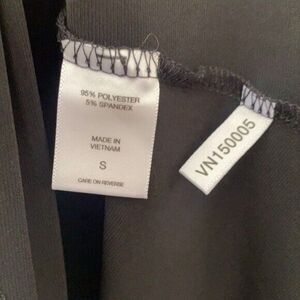 95% POLYESTER
5% SPANDEX
MADE IN
VIETNAM
S
CARE ON REVERSE
VN150005